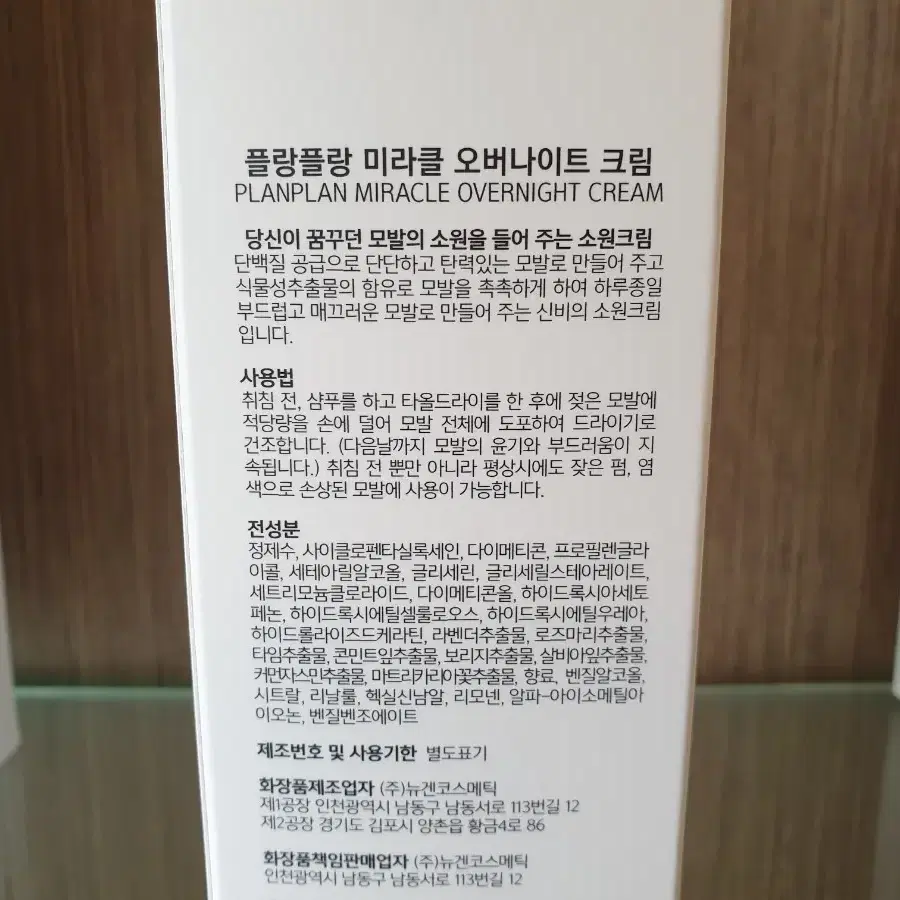 플랑플랑 미라클 오버나이트 크림
PLANPLAN MIRACLE OVERNIGHT CREAM
당신이 꿈꾸던 모발의 소원을 들어 주는 소원크림
단백질 공급으로 단단하고 탄력있는 모발로 만들어 주고
식물성추출물의 함유로 모발을 촉촉하게 하여 하루종일
부드럽고 매끄러운 모발로 만들어 주는 신비의 소원크림
입니다.
사용법
취침 전, 샴푸를 하고 타올드라이를 한 후에 젖은 모발에
적당량을 손에 덜어 모발 전체에 도포하여 드라이기로
건조합니다. (다음날까지 모발의 윤기와 부드러움이 지
속됩니다.) 취침 전 뿐만 아니라 평상시에도 잦은 펌, 염
색으로 손상된 모발에 사용이 가능합니다.
전성분
정제수, 사이클로펜타실록세인, 다이메티콘, 프로필렌글라
이콜, 세테아릴알코올, 글리세린, 글리세릴스테아레이트,
세트리모늄클로라이드, 다이메티콘올, 하이드록시아세토
페논, 하이드록시에틸셀룰로오스, 하이드록시에틸우레아,
하이드롤라이즈드케라틴, 라벤더추출물, 로즈마리추출물,
타임추출물, 콘민트잎추출물, 보리지추출물, 살비아잎추출물,
커먼자스민추출물, 마트리카리아꽃추출물, 향료, 벤질알코올,
시트랄, 리날룰, 헥실신남알, 리모넨, 알파-아이소메틸아
이오논, 벤질벤조에이트
제조번호 및 사용기한 별도표기
화장품제조업자 (주)뉴겐코스메틱
제1공장 인천광역시 남동구 남동서로 113번길 12
제2공장 경기도 김포시 양촌읍 황금4로 86
화장품책임판매업자 (주)뉴겐코스메틱
인천광역시 남동구 남동서로 113번길 12